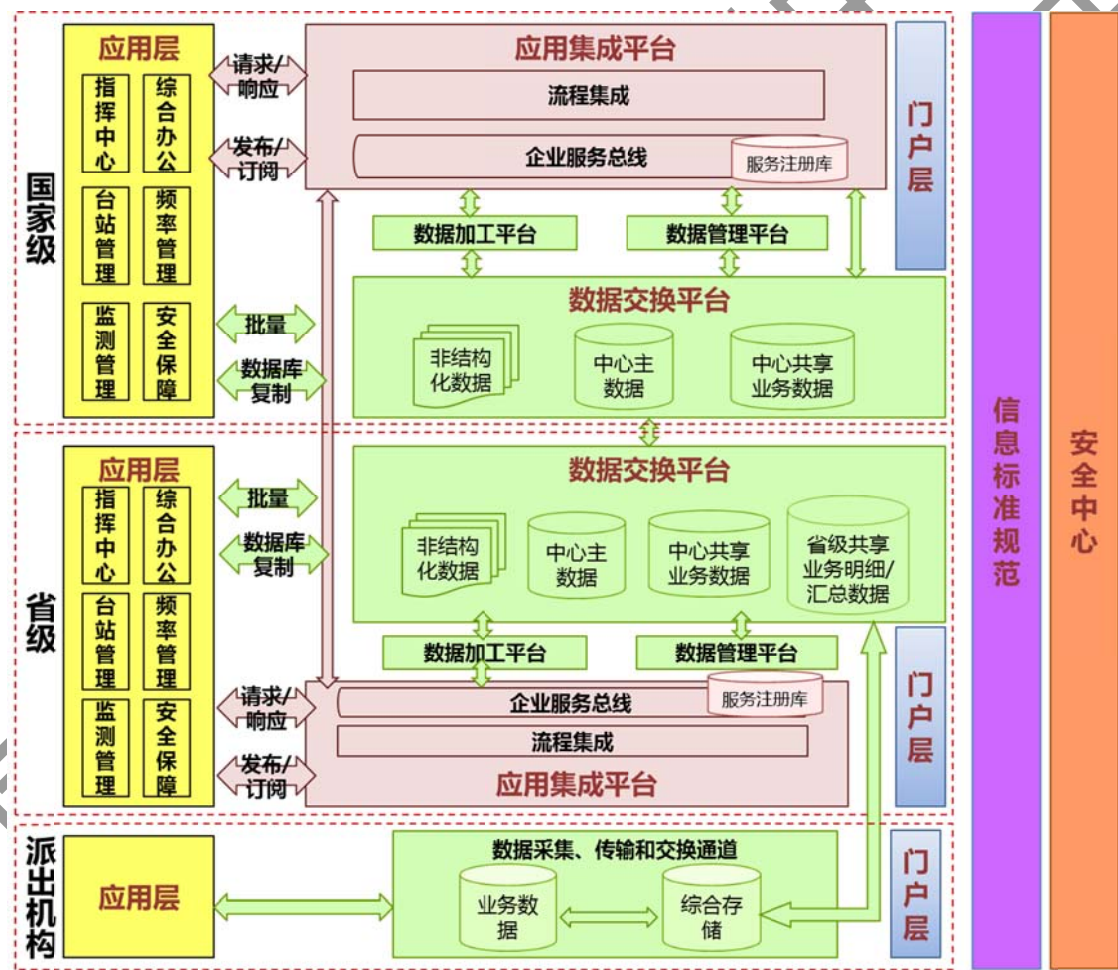 国家级
应用层
指挥中心
综合办公
台站管理
频率管理
监测管理
安全保障
请求/
响应
发布/
订阅
批量
数据库
复制
应用集成平台
流程集成
企业服务总线
服务注册库
门户层
数据加工平台
数据管理平台
数据交换平台
非结构
化数据
中心主
数据
中心共享
业务数据
省级
应用层
指挥中心
综合办公
台站管理
频率管理
监测管理
安全保障
批量
数据库
复制
请求/
响应
发布/
订阅
数据交换平台
非结构
化数据
中心主
数据
中心共享
业务数据
省级共享
业务明细/
汇总数据
数据加工平台
数据管理平台
企业服务总线
服务注册库
流程集成
应用集成平台
门户层
派出机构
应用层
数据采集、传输和交换通道
业务数
据
综合存
储
门户层
信息标准规范
安全中心